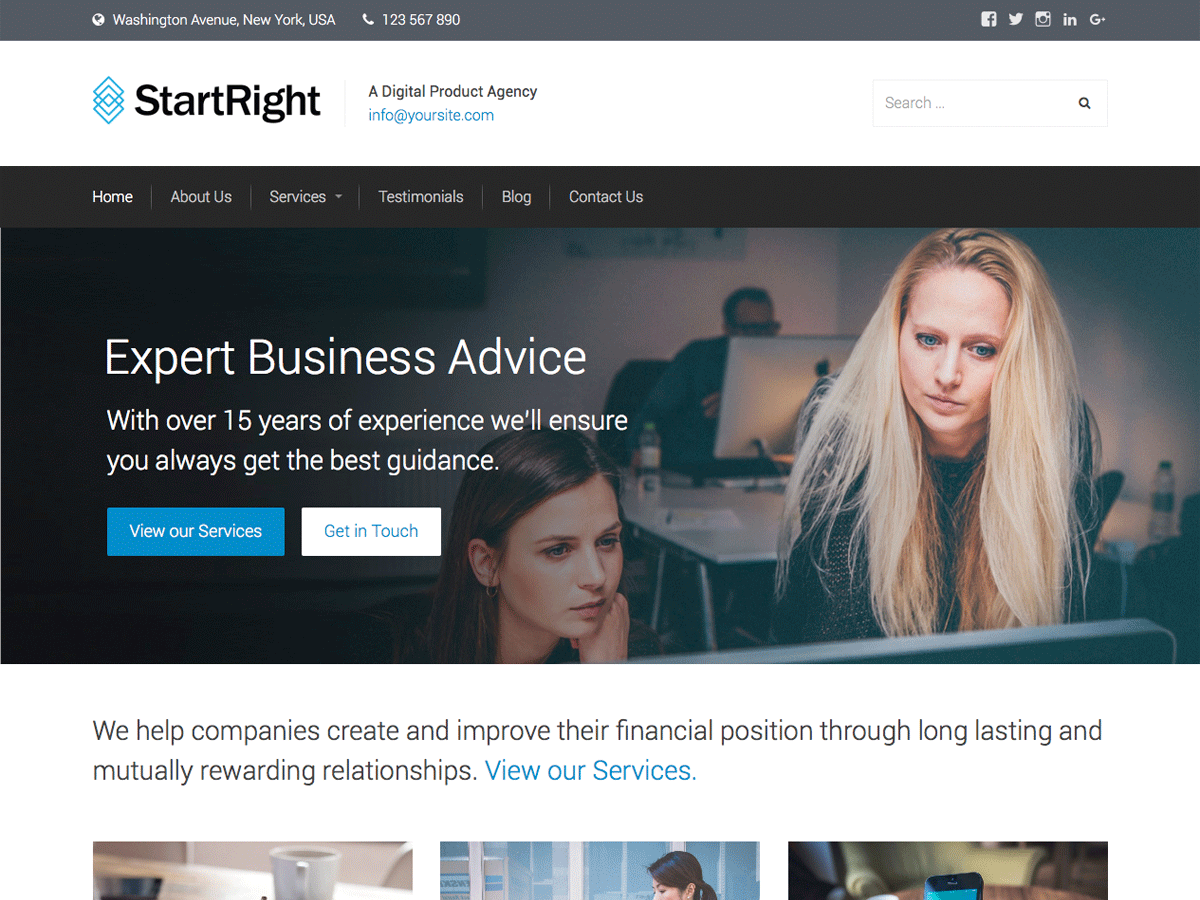 Washington Avenue, New York, USA 123 567 890
StartRight
A Digital Product Agency
info@yoursite.com
Search ...
Home About Us Services Testimonials Blog Contact Us
Expert Business Advice
With over 15 years of experience we'll ensure
you always get the best guidance.
View our Services Get in Touch
We help companies create and improve their financial position through long lasting and
mutually rewarding relationships. View our Services.